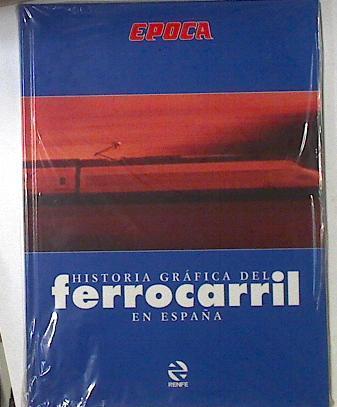 EPOCA
HISTORIA GRÁFICA DEL
ferrocarril
EN ESPAÑA
RENFE